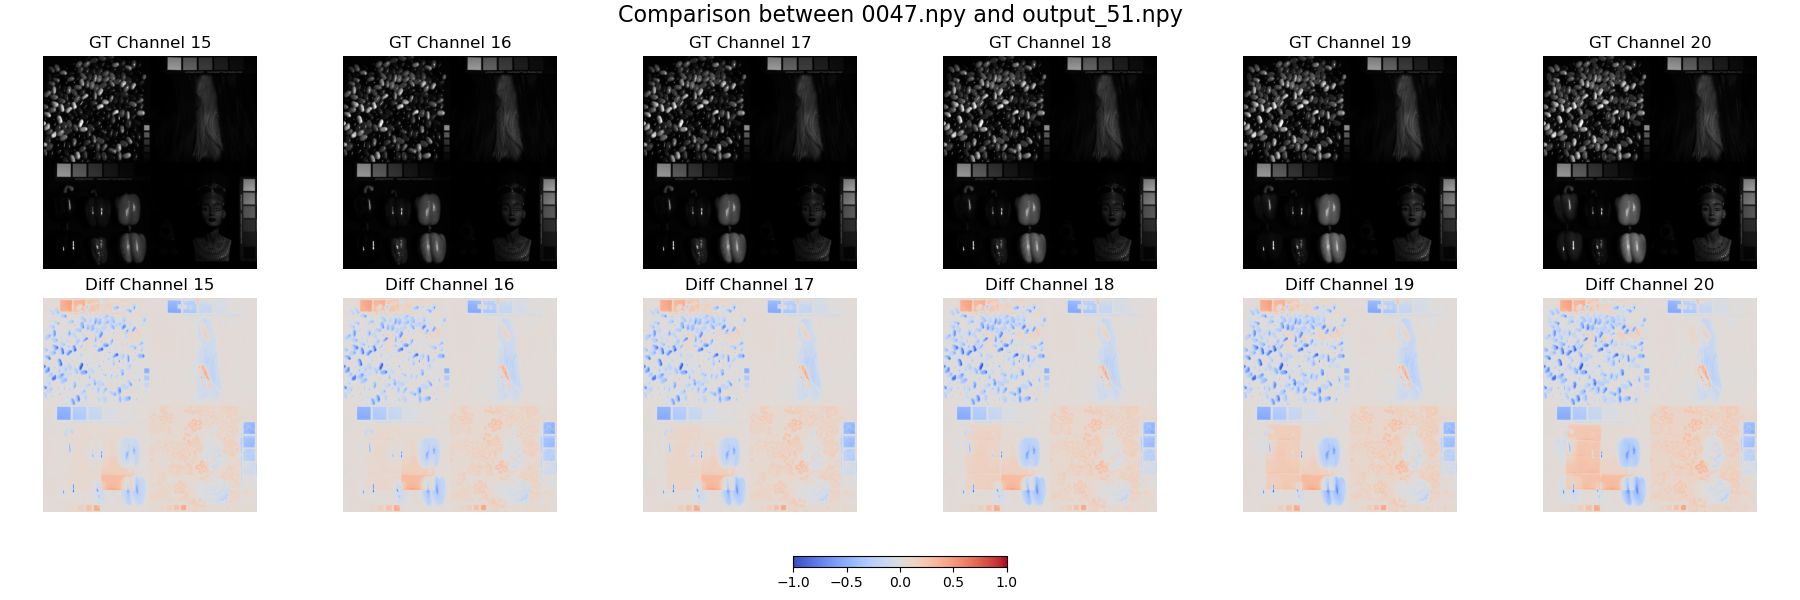 Comparison between 0047.npy and output_51.npy
GT Channel 15
GT Channel 16
GT Channel 17
GT Channel 18
GT Channel 19
GT Channel 20
Diff Channel 15
Diff Channel 16
Diff Channel 17
Diff Channel 18
Diff Channel 19
Diff Channel 20
−1.0 −0.5 0.0 0.5 1.0